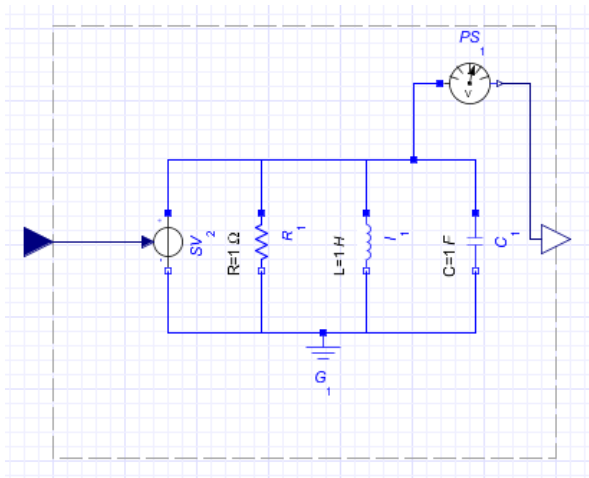 PS
1
V
+
-
SV
2
R=1 Ω
R
1
L=1 H
I
1
C=1 F
C
1
G
1